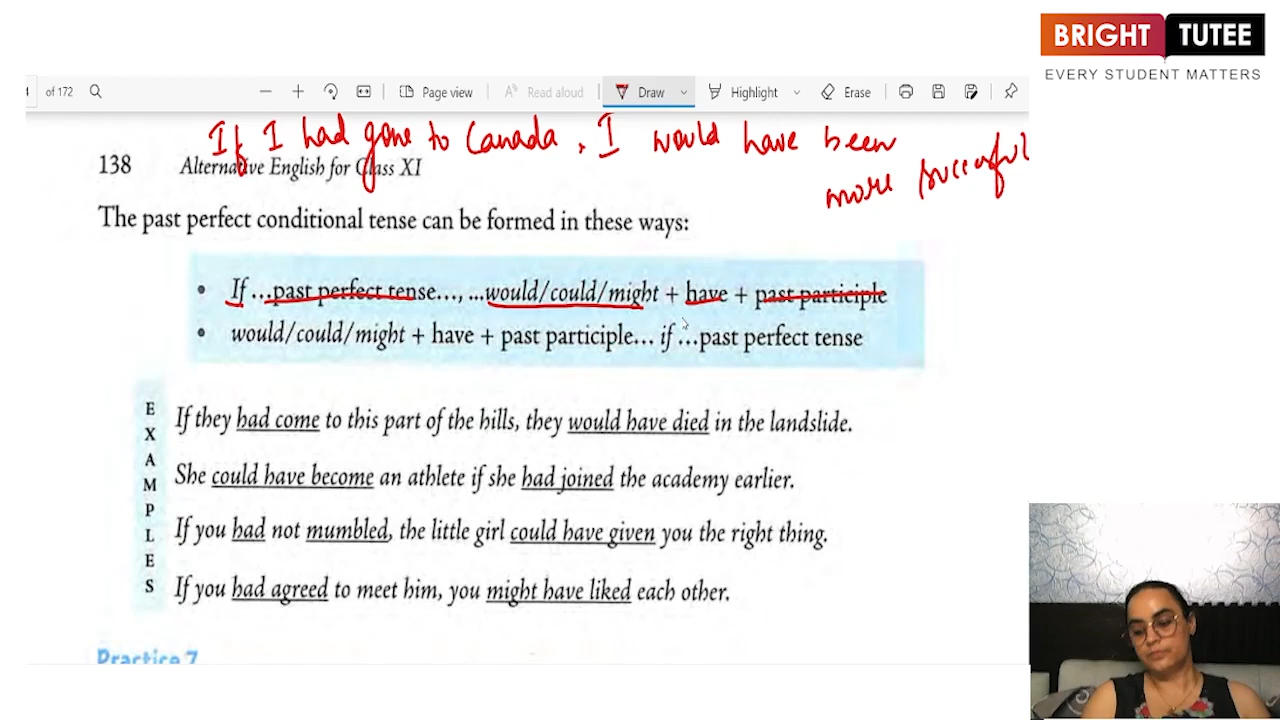 BRIGHT TUTEE
EVERY STUDENT MATTERS
of 172 Page view Read aloud Draw Highlight Erase
If I had gone to Canada, I would have been
more
138 Alternative English for Class XI
The past perfect conditional tense can be formed in these ways:
• If …past perfect tense…, …would/could/might + have + past participle
• would/could/might + have + past participle… if …past perfect tense
EXAMPLES
If they had come to this part of the hills, they would have died in the landslide.
She could have become an athlete if she had joined the academy earlier.
If you had not mumbled, the little girl could have given you the right thing.
If you had agreed to meet him, you might have liked each other.
Practice 7